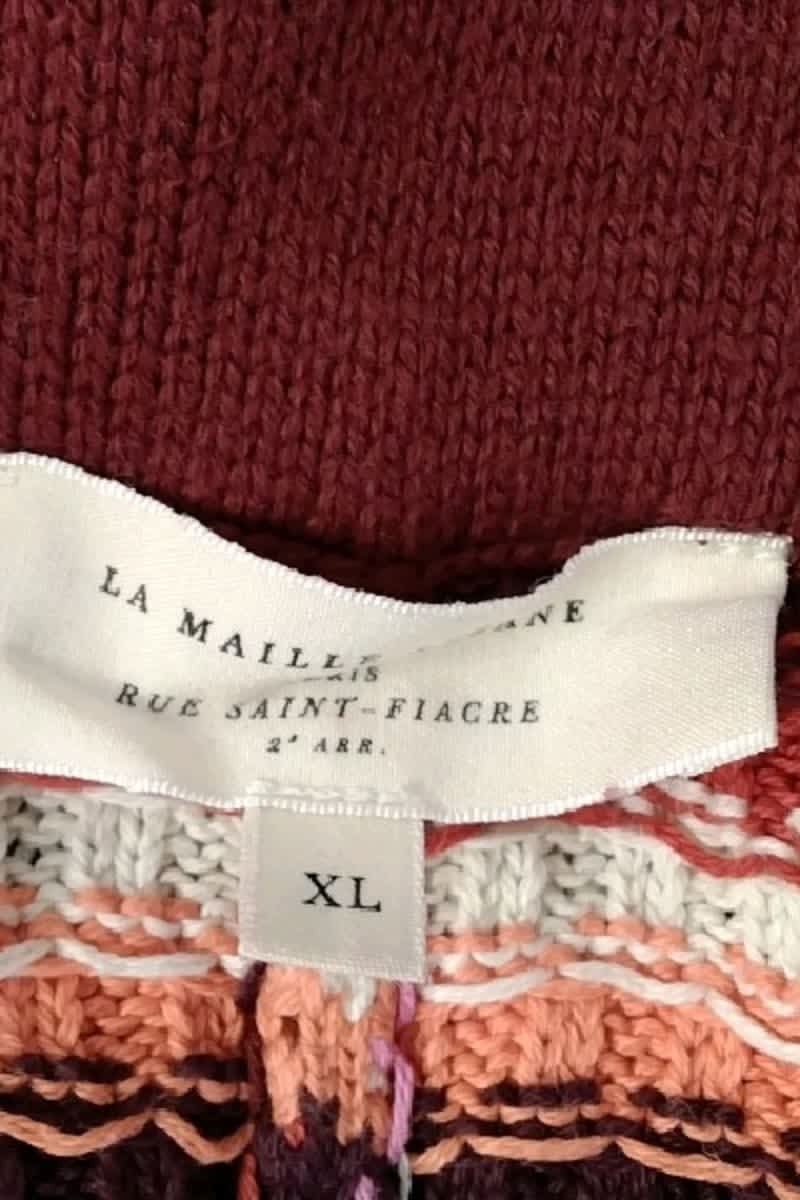 LA MAILLE
RUE SAINT-FIACRE
2e ARR.
XL